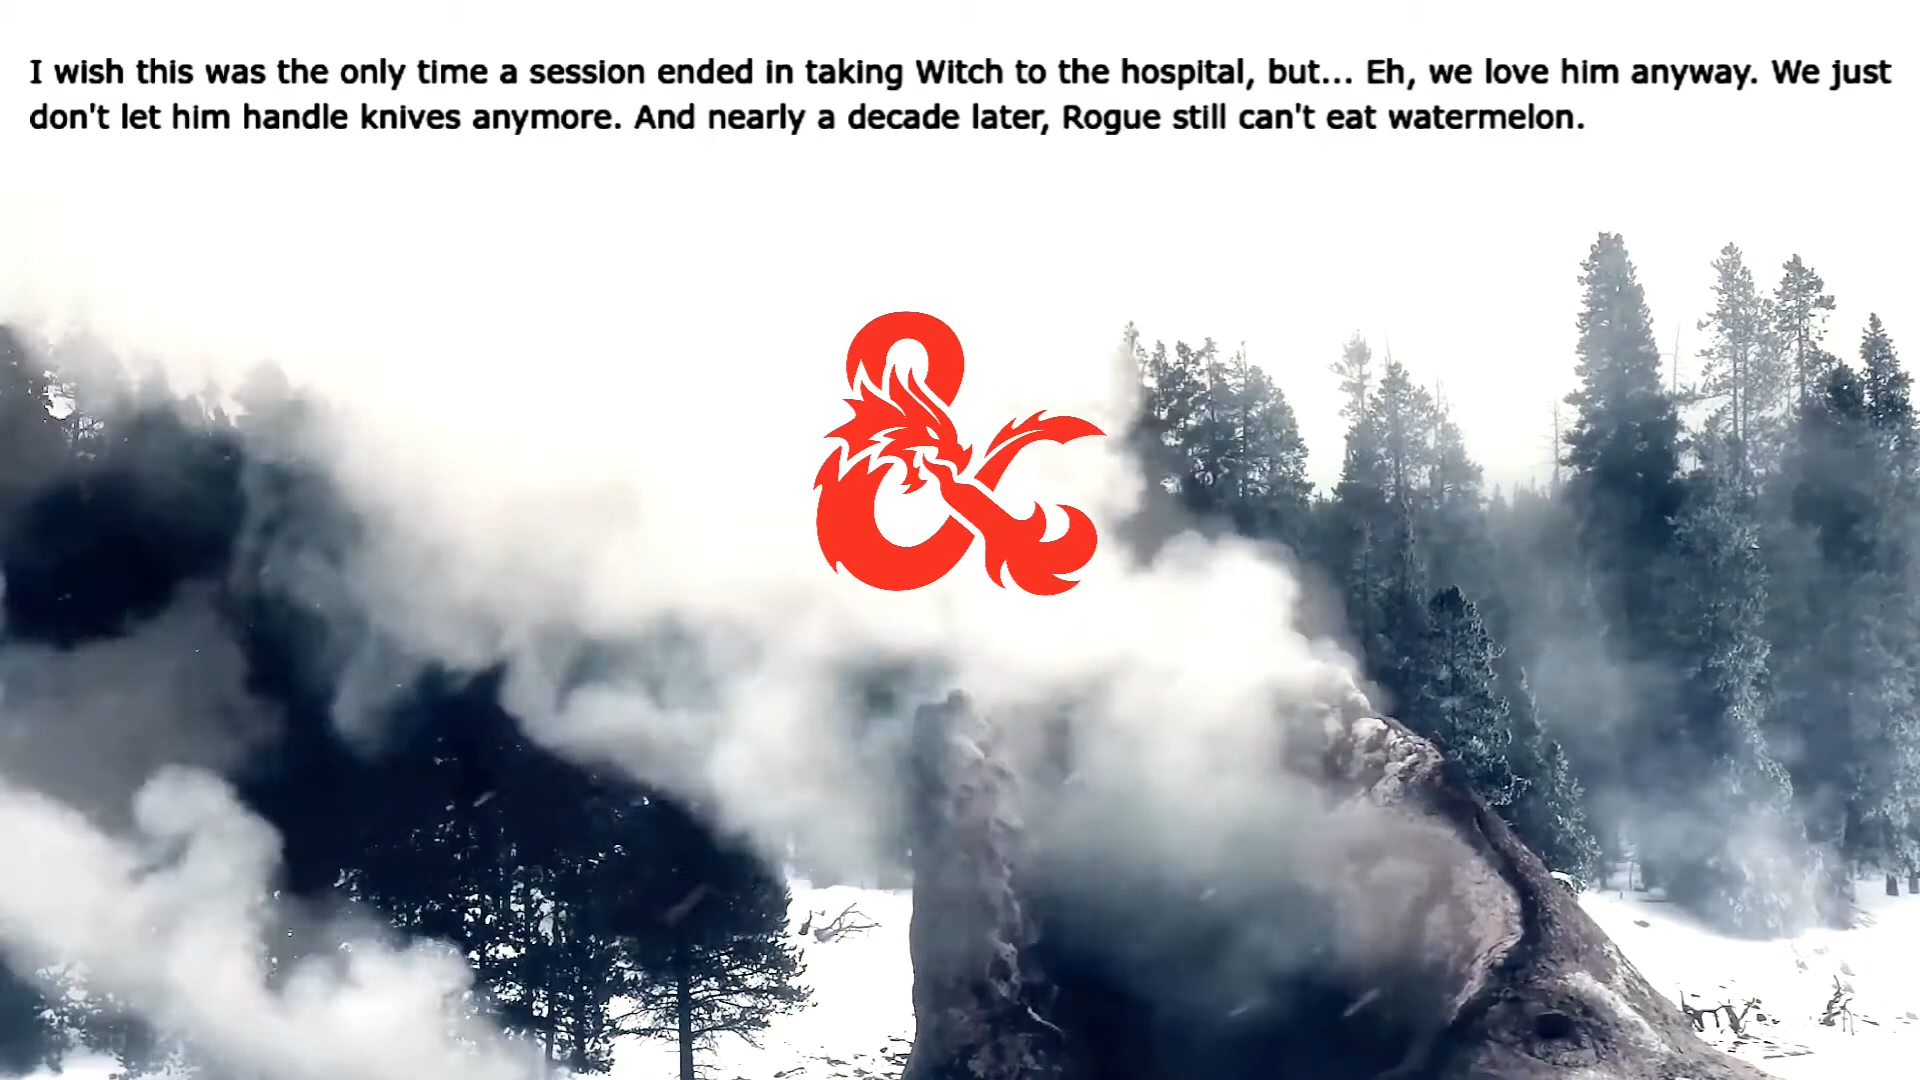 I wish this was the only time a session ended in taking Witch to the hospital, but... Eh, we love him anyway. We just
don't let him handle knives anymore. And nearly a decade later, Rogue still can't eat watermelon.